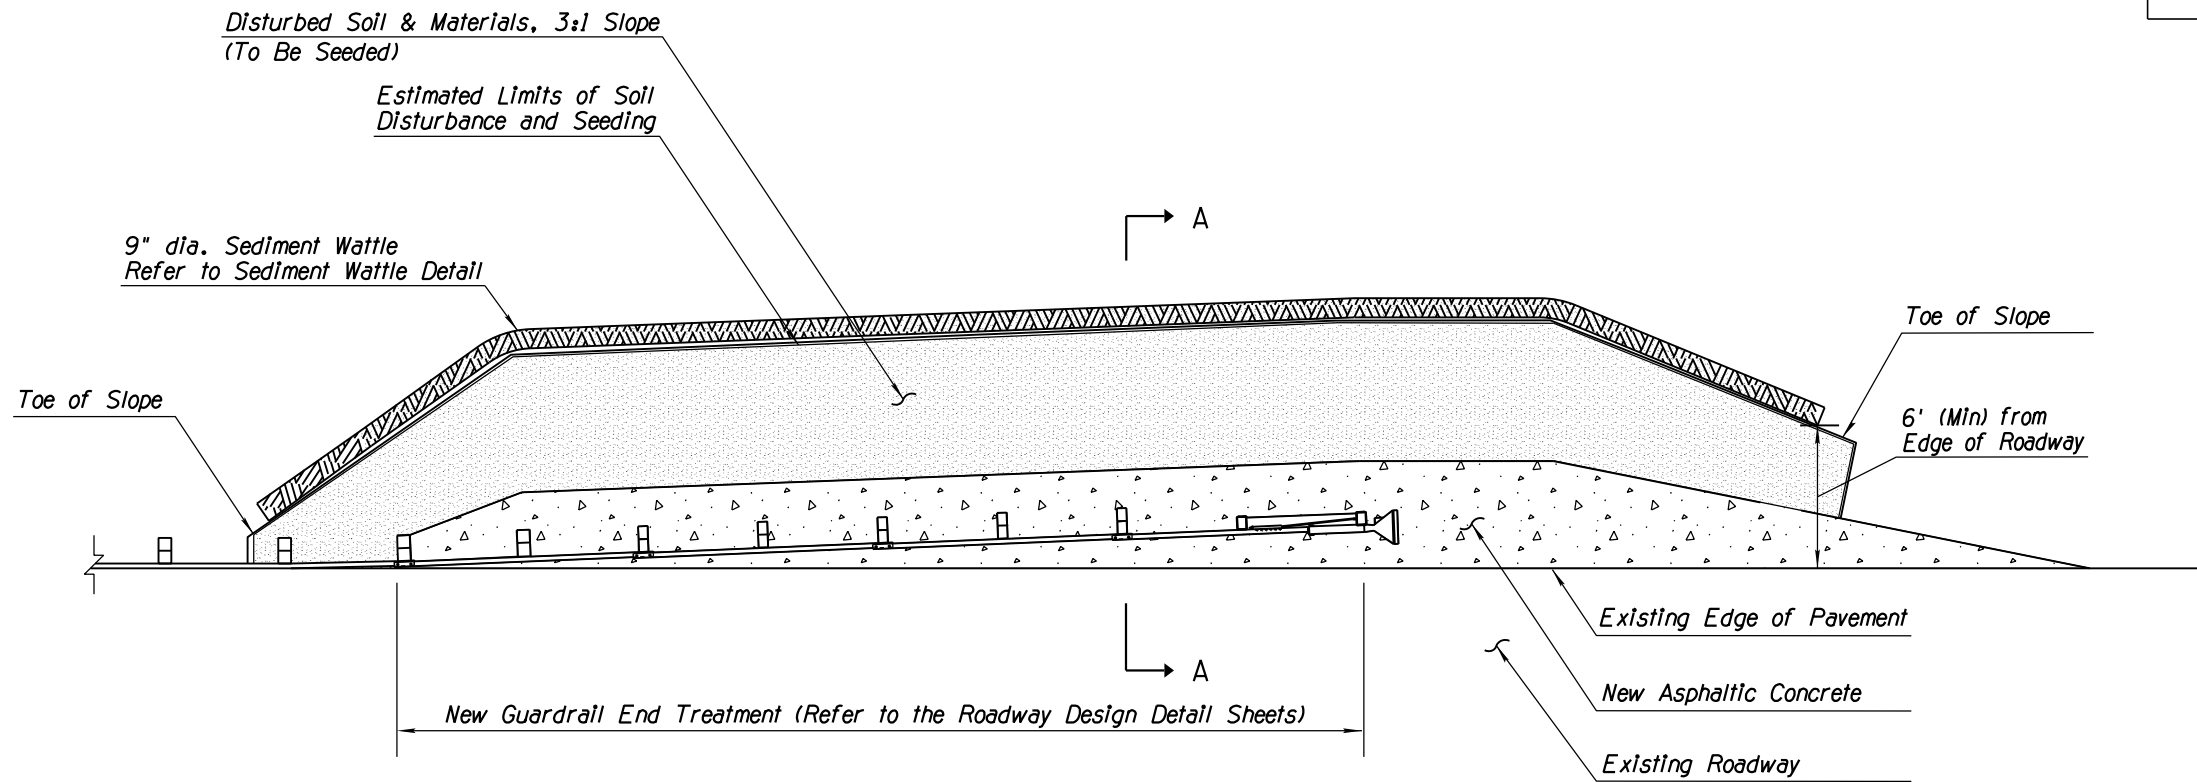 Disturbed Soil & Materials, 3:1 Slope
(To Be Seeded)
Estimated Limits of Soil
Disturbance and Seeding
A
9" dia. Sediment Wattle
Refer to Sediment Wattle Detail
Toe of Slope
Toe of Slope
6' (Min) from
Edge of Roadway
Existing Edge of Pavement
A
New Asphaltic Concrete
New Guardrail End Treatment (Refer to the Roadway Design Detail Sheets)
Existing Roadway